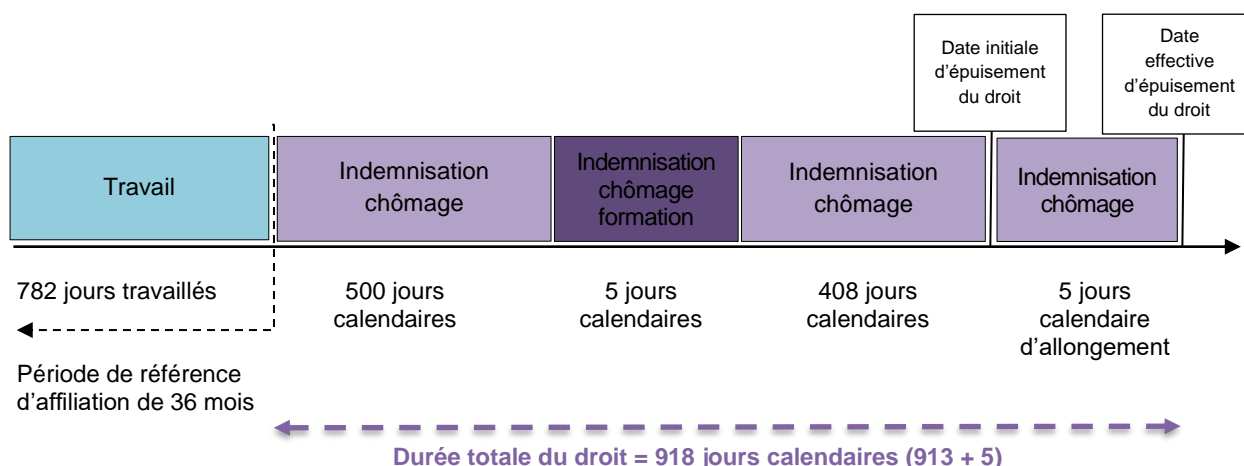 Date initiale
d'épuisement
du droit
Date
effective
d'épuisement
du droit
Travail
Indemnisation
chômage
Indemnisation
chômage
formation
Indemnisation
chômage
Indemnisation
chômage
782 jours travaillés
500 jours
calendaires
5 jours
calendaires
408 jours
calendaires
5 jours
calendaire
d'allongement
Période de référence
d'affiliation de 36 mois
Durée totale du droit = 918 jours calendaires (913 + 5)